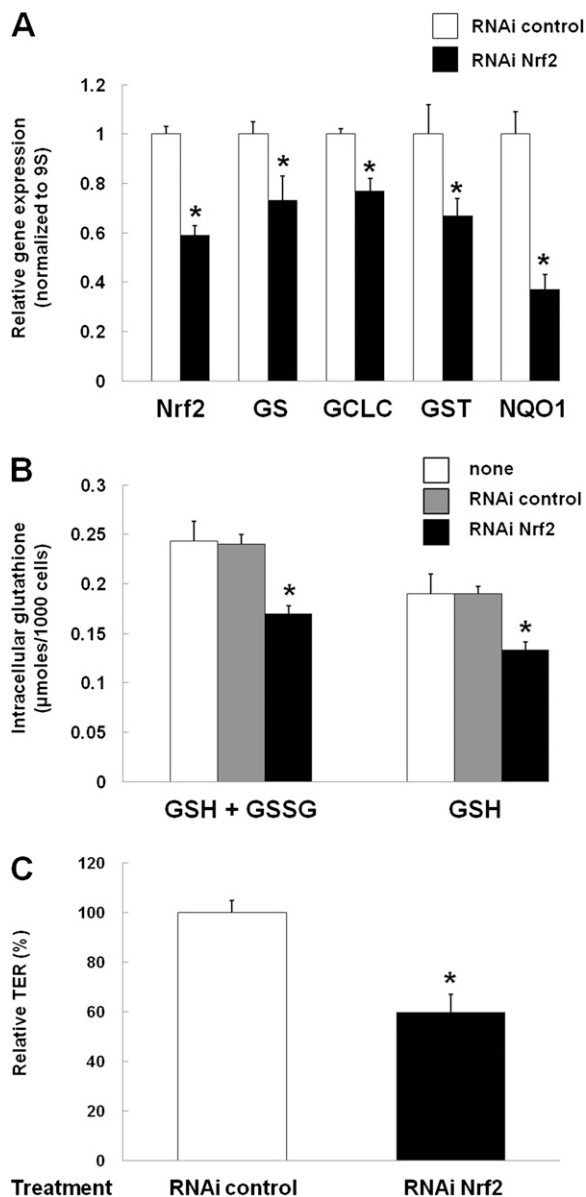 A
RNAi control
RNAi Nrf2
Relative gene expression
(normalized to 9S)
1.2
1
0.8
0.6
0.4
0.2
0
*
*
*
*
*
Nrf2 GS GCLC GST NQO1
B
none
RNAi control
RNAi Nrf2
Intracellular glutathione
(µmoles/1000 cells)
0.3
0.25
0.2
0.15
0.1
0.05
0
*
*
GSH + GSSG GSH
C
Relative TER (%)
120
100
80
60
40
20
0
*
Treatment RNAi control RNAi Nrf2